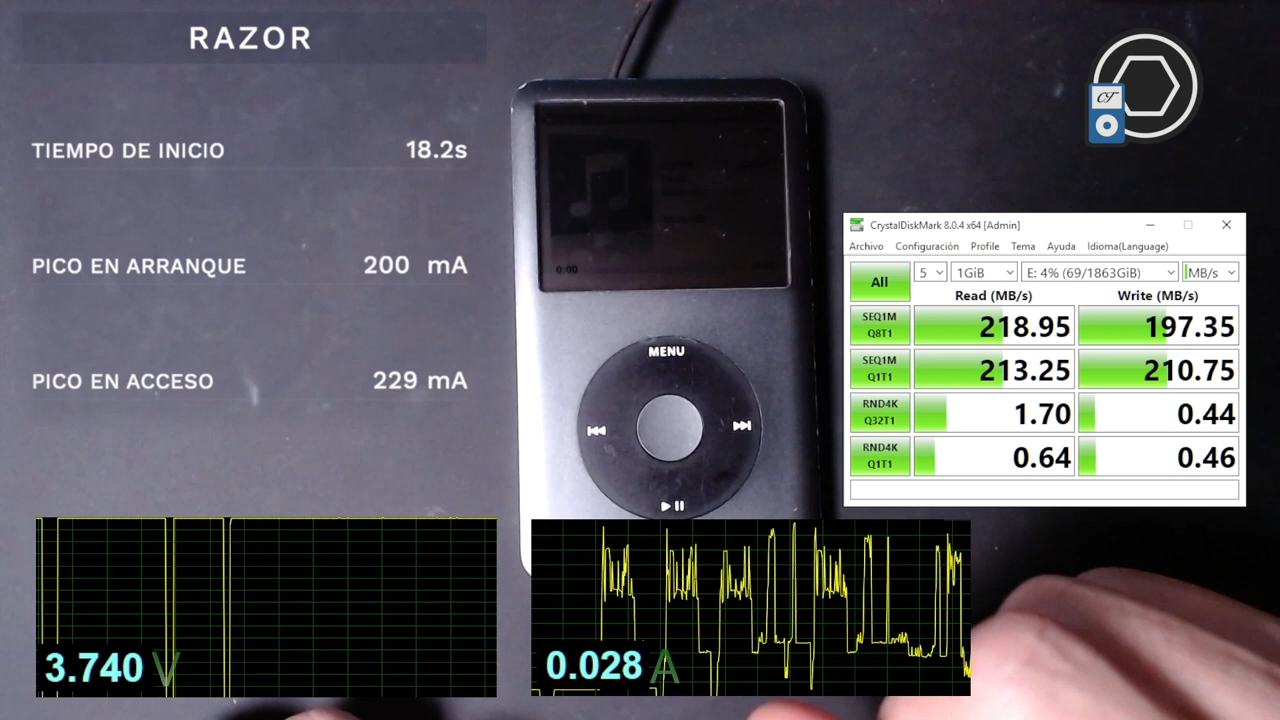 RAZOR
TIEMPO DE INICIO 18.2s
PICO EN ARRANQUE 200 mA
PICO EN ACCESO 229 mA
3.740 V
0:00
MENU
0.028 A
CT
CrystalDiskMark 8.0.4 x64 [Admin]
Archivo Configuración Profile Tema Ayuda Idioma(Language)
All 5 1GiB E: 4% (69/1863GiB) MB/s
Read (MB/s) Write (MB/s)
SEQ1M
Q8T1 218.95 197.35
SEQ1M
Q1T1 213.25 210.75
RND4K
Q32T1 1.70 0.44
RND4K
Q1T1 0.64 0.46